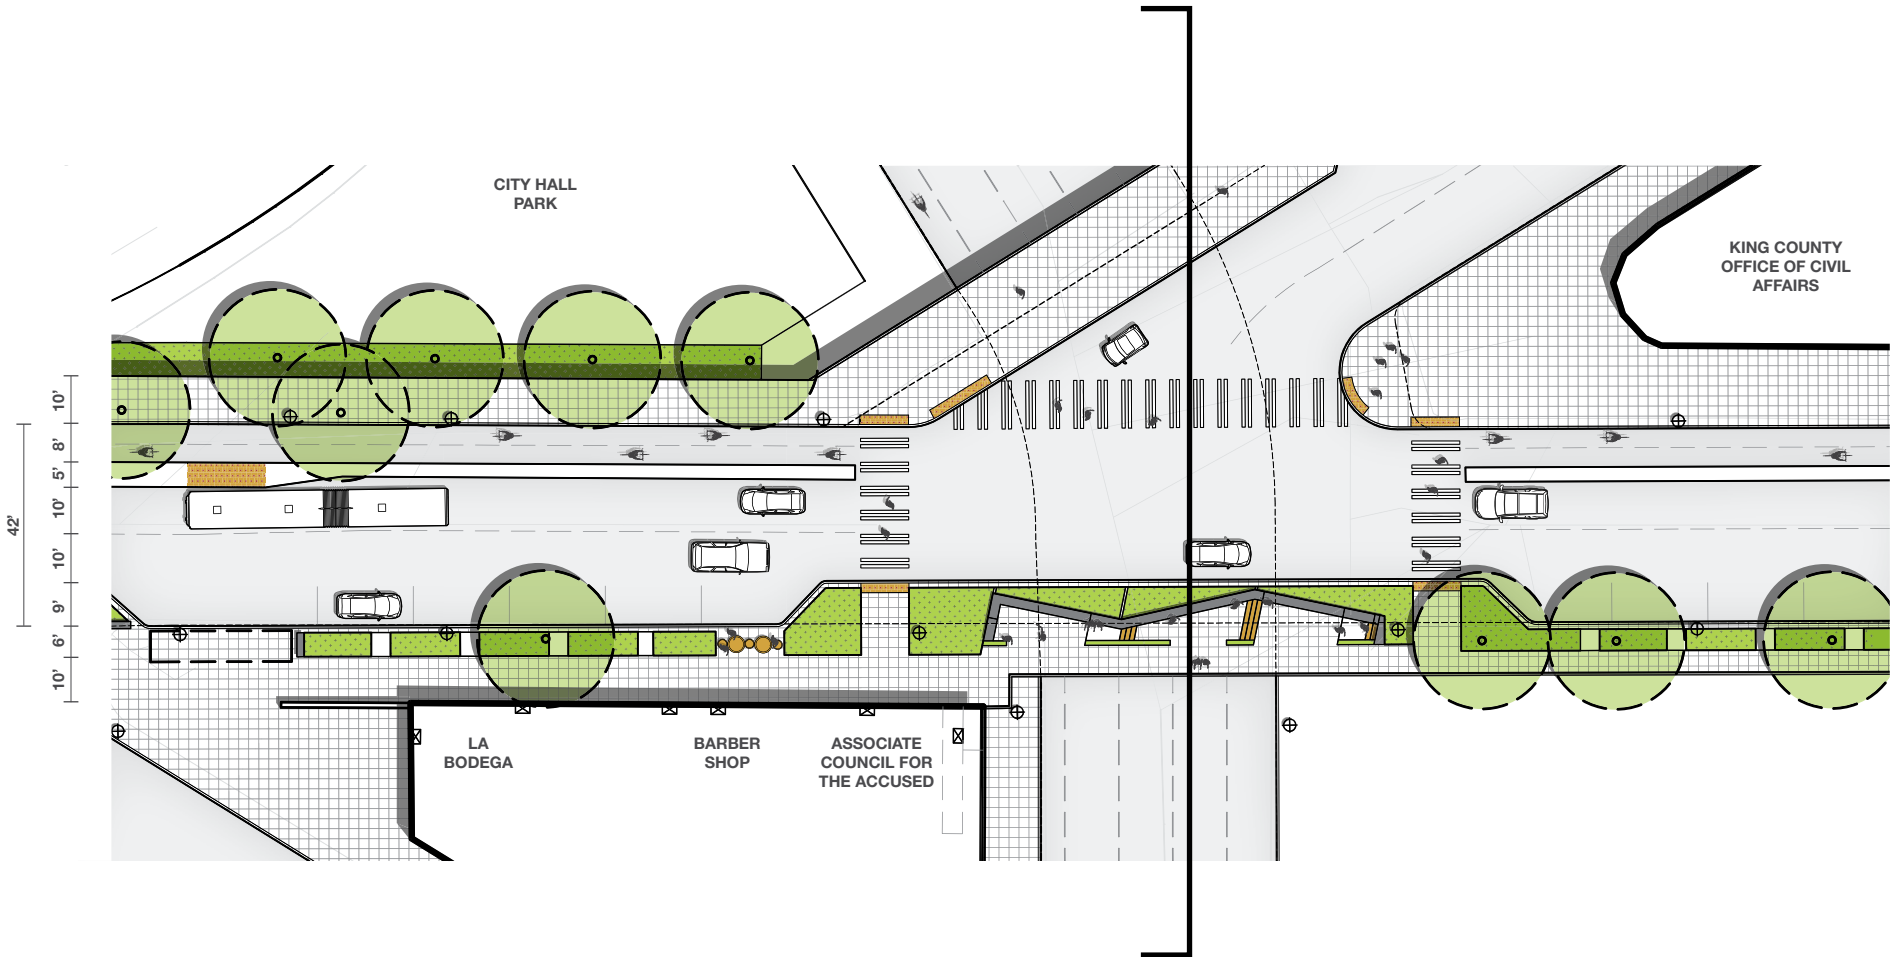 CITY HALL
PARK
KING COUNTY
OFFICE OF CIVIL
AFFAIRS
10'
8'
5'
10'
10'
9'
6'
10'
42'
LA
BODEGA
BARBER
SHOP
ASSOCIATE
COUNCIL FOR
THE ACCUSED